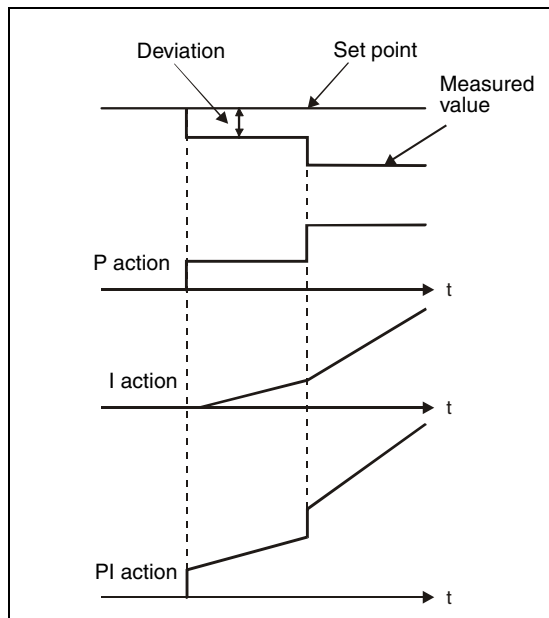 Deviation
Set point
Measured
value
P action
t
I action
t
PI action
t